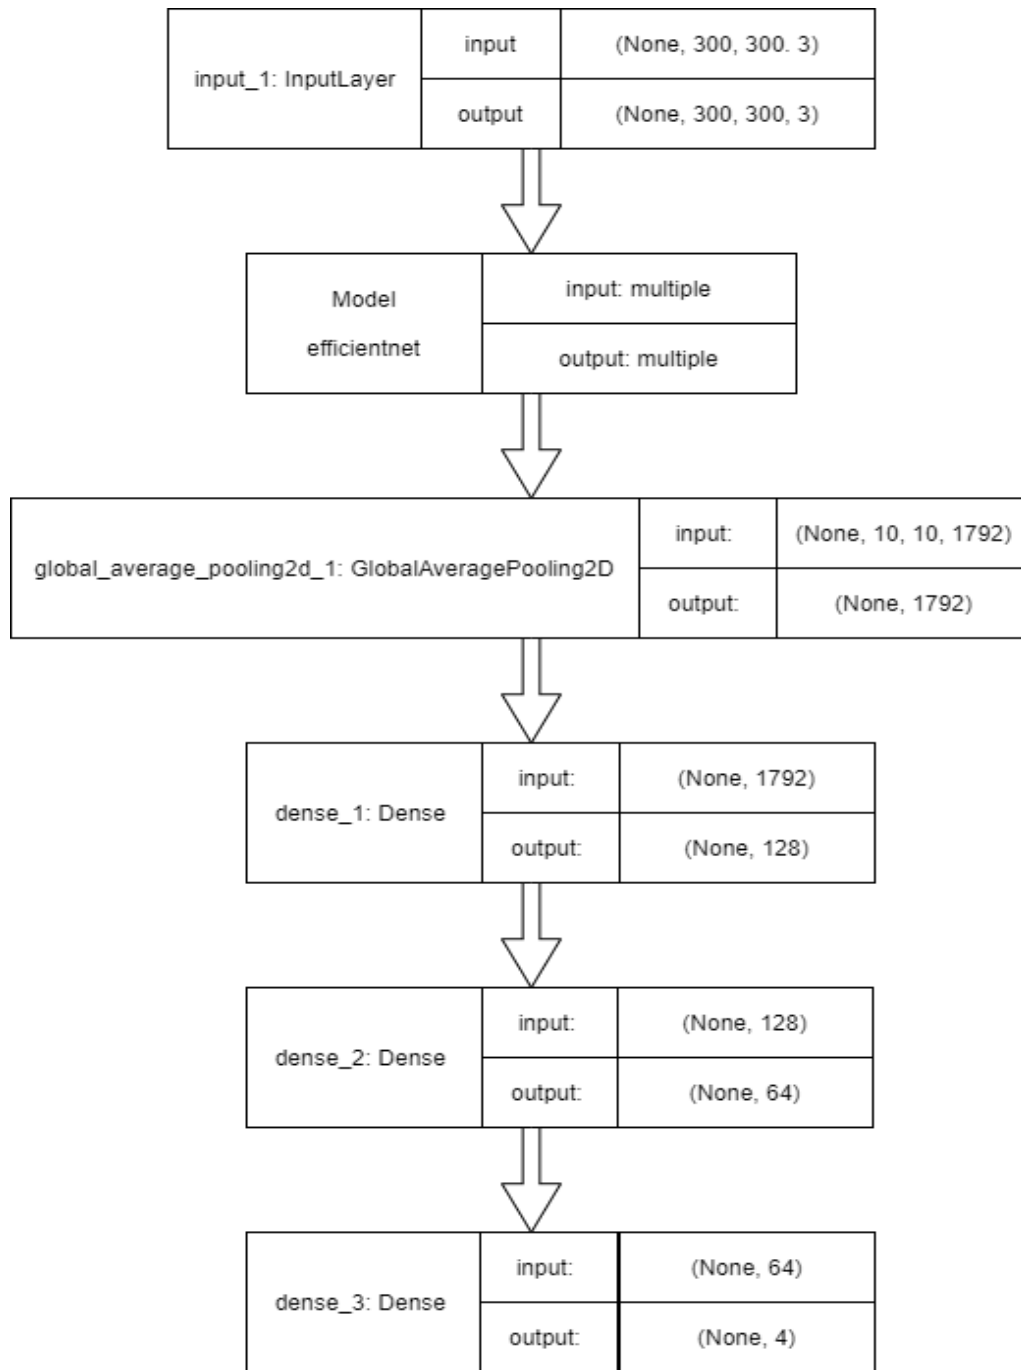 input_1: InputLayer
input
(None, 300, 300. 3)
output
(None, 300, 300, 3)
Model
efficientnet
input: multiple
output: multiple
global_average_pooling2d_1: GlobalAveragePooling2D
input:
(None, 10, 10, 1792)
output:
(None, 1792)
dense_1: Dense
input:
(None, 1792)
output:
(None, 128)
dense_2: Dense
input:
(None, 128)
output:
(None, 64)
dense_3: Dense
input:
(None, 64)
output:
(None, 4)